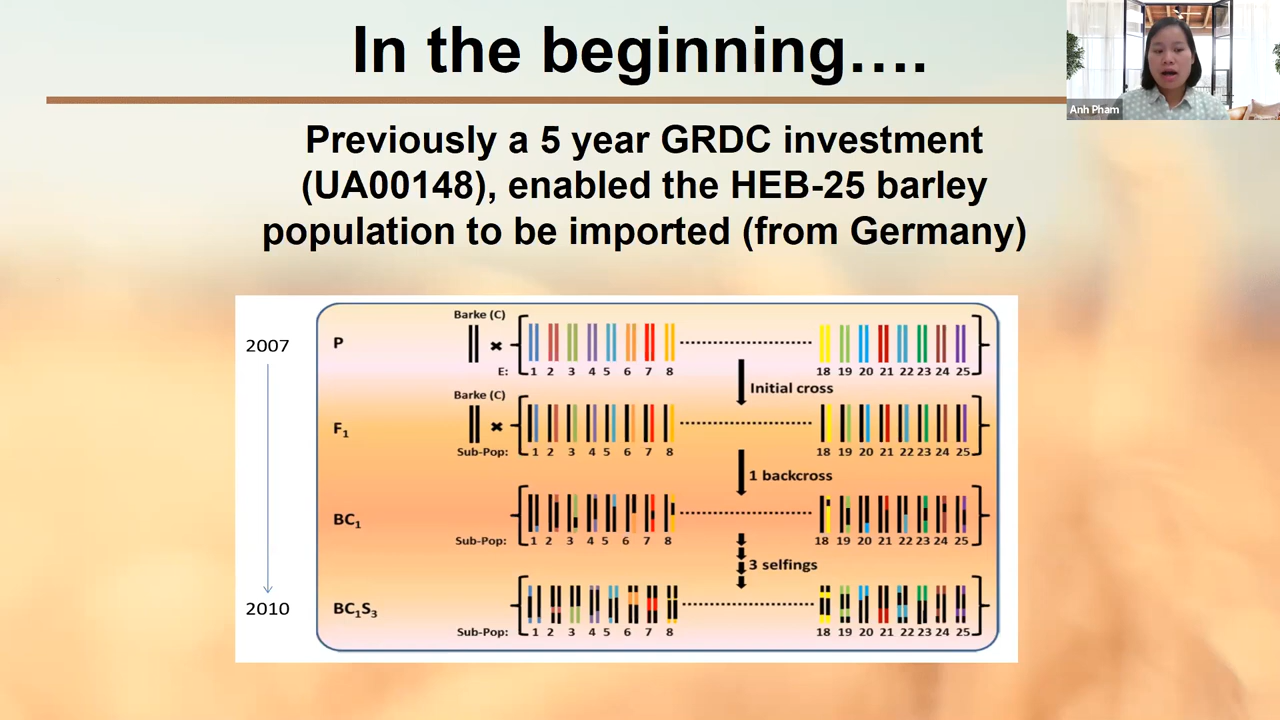 In the beginning….
Anh Pham
Previously a 5 year GRDC investment
(UA00148), enabled the HEB-25 barley
population to be imported (from Germany)
Barke (C)
2007
P
E: 1 2 3 4 5 6 7 8 18 19 20 21 22 23 24 25
Initial cross
Barke (C)
F₁
Sub-Pop: 1 2 3 4 5 6 7 8 18 19 20 21 22 23 24 25
1 backcross
BC₁
Sub-Pop: 1 2 3 4 5 6 7 8 18 19 20 21 22 23 24 25
3 selfings
2010
BC₁S₃
Sub-Pop: 1 2 3 4 5 6 7 8 18 19 20 21 22 23 24 25